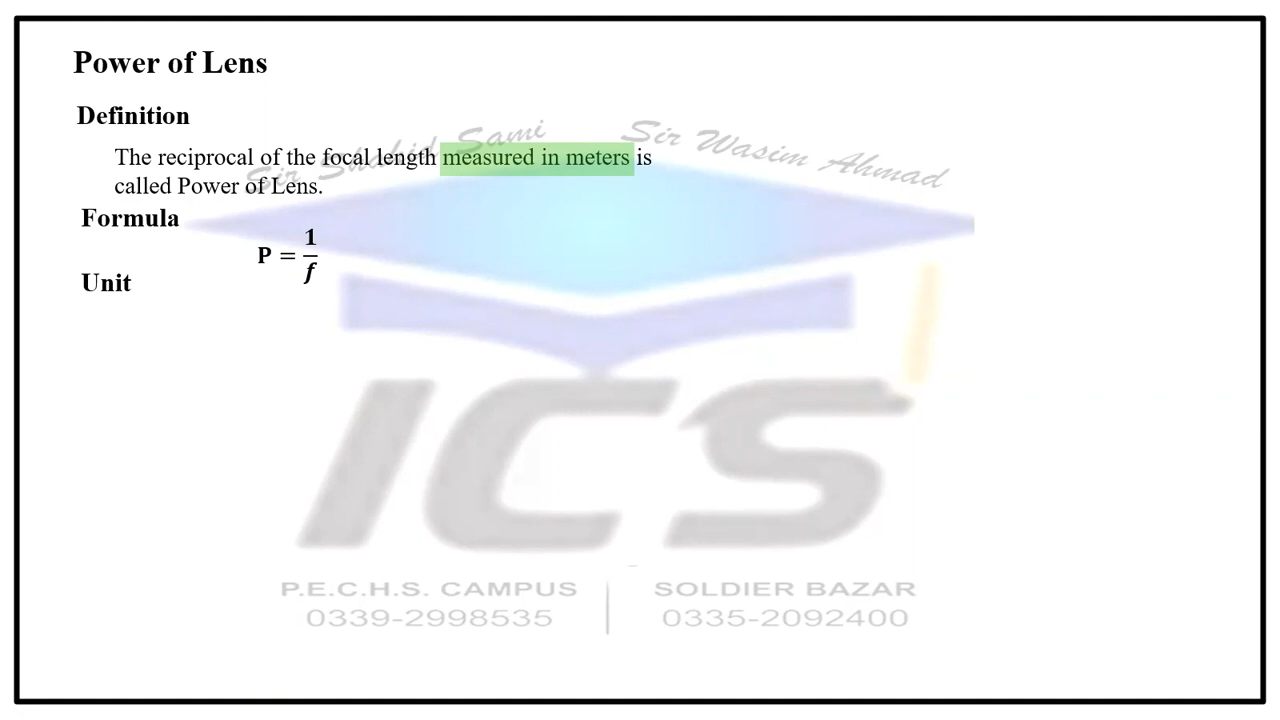 Power of Lens
Definition
Sir Shahid Sami Sir Wasim Ahmad
The reciprocal of the focal length measured in meters is
called Power of Lens.
Formula
P = 1/f
Unit
ICS
P.E.C.H.S. CAMPUS | SOLDIER BAZAR
0339-2998535 | 0335-2092400